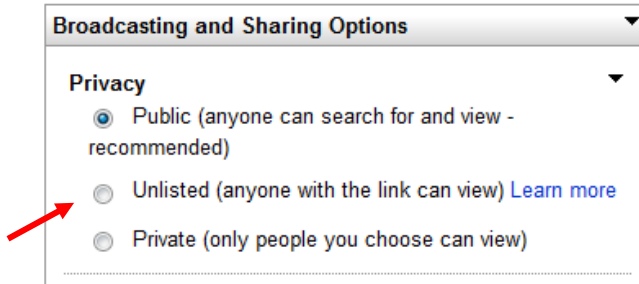 Broadcasting and Sharing Options
Privacy
Public (anyone can search for and view -
recommended)
Unlisted (anyone with the link can view) Learn more
Private (only people you choose can view)